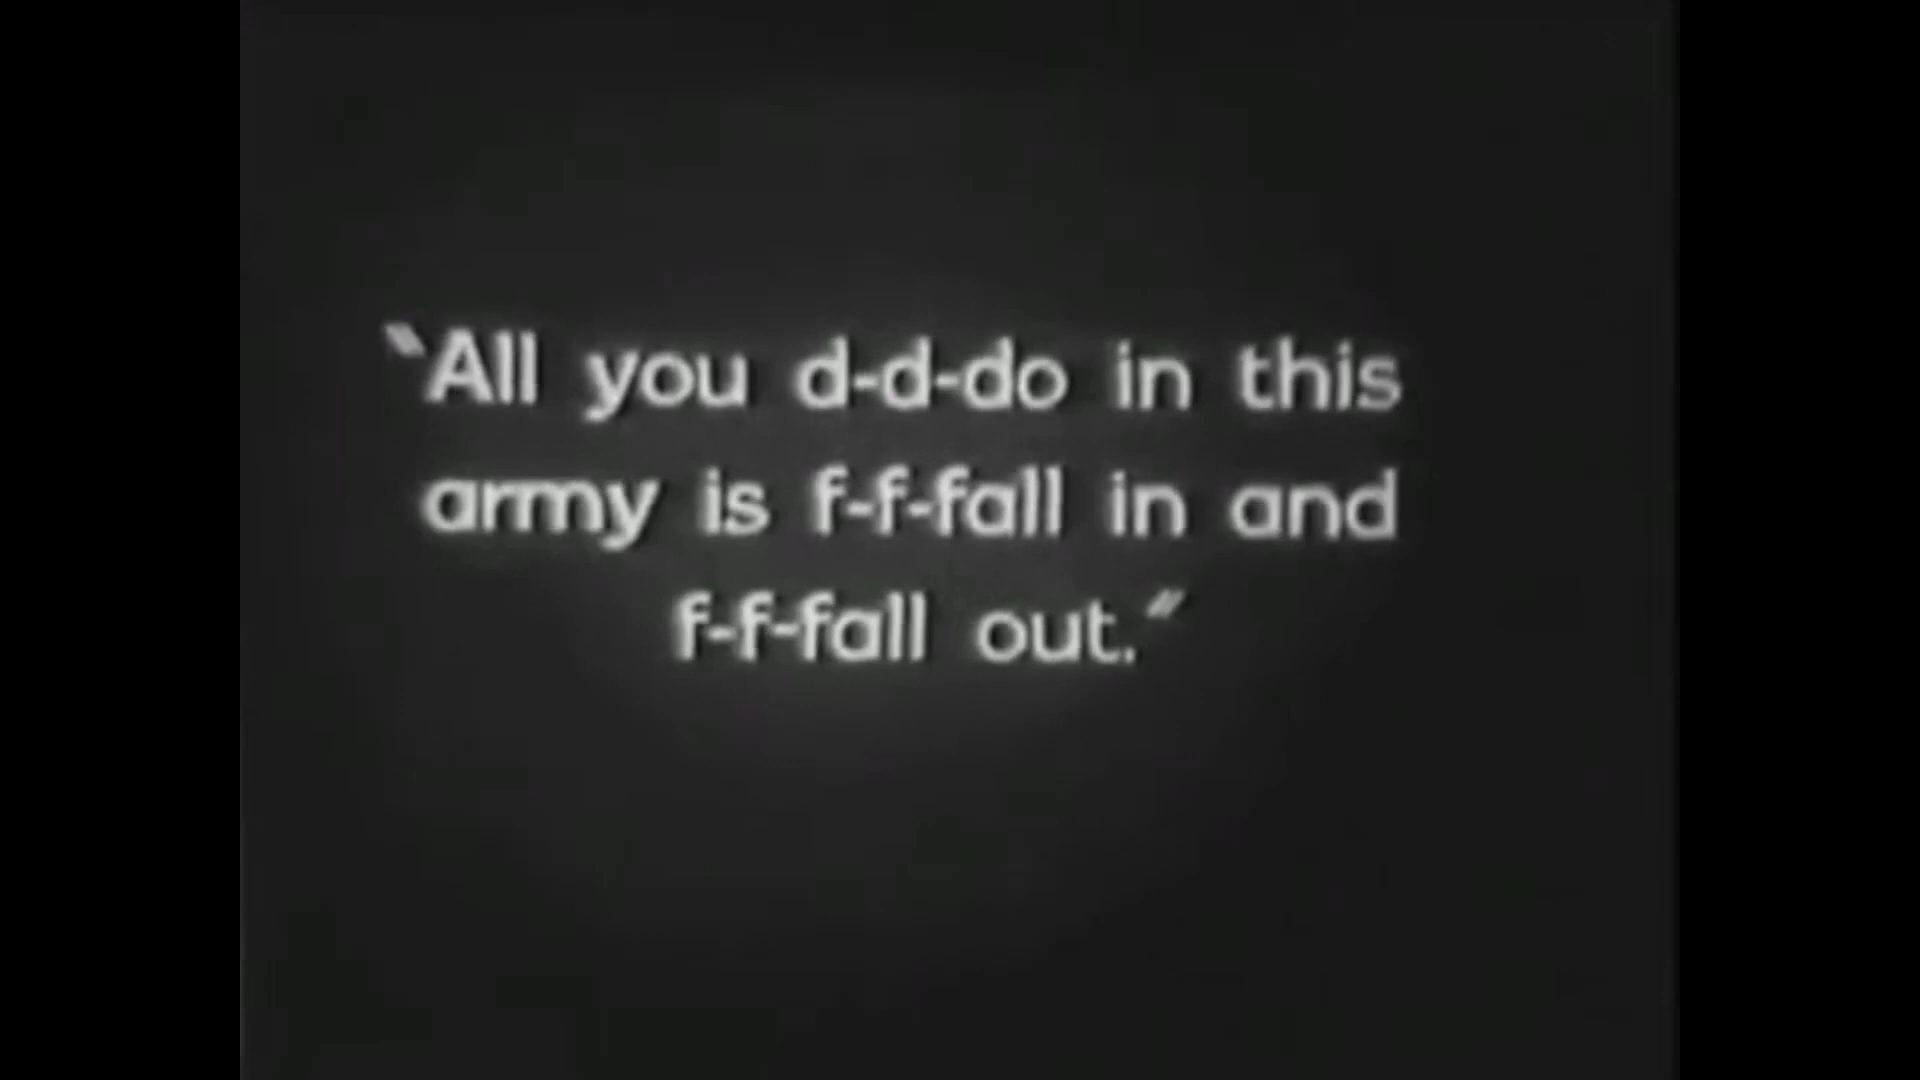 "All you d-d-do in this
army is f-f-fall in and
f-f-fall out."